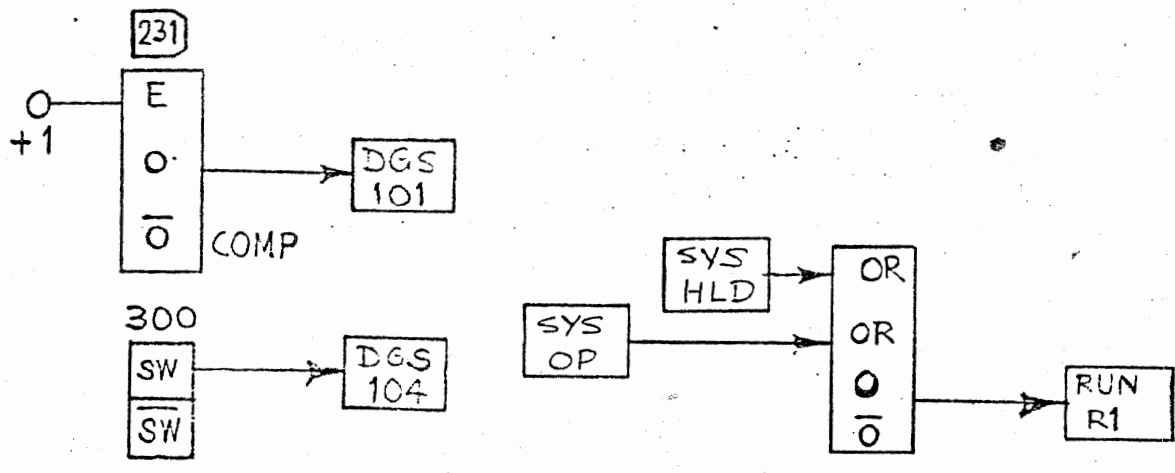 231
E
+1
O
O̅
COMP
DGS
101
300
SW
S̅W̅
DGS
104
SYS
HLD
SYS
OP
OR
OR
O
O̅
RUN
R1